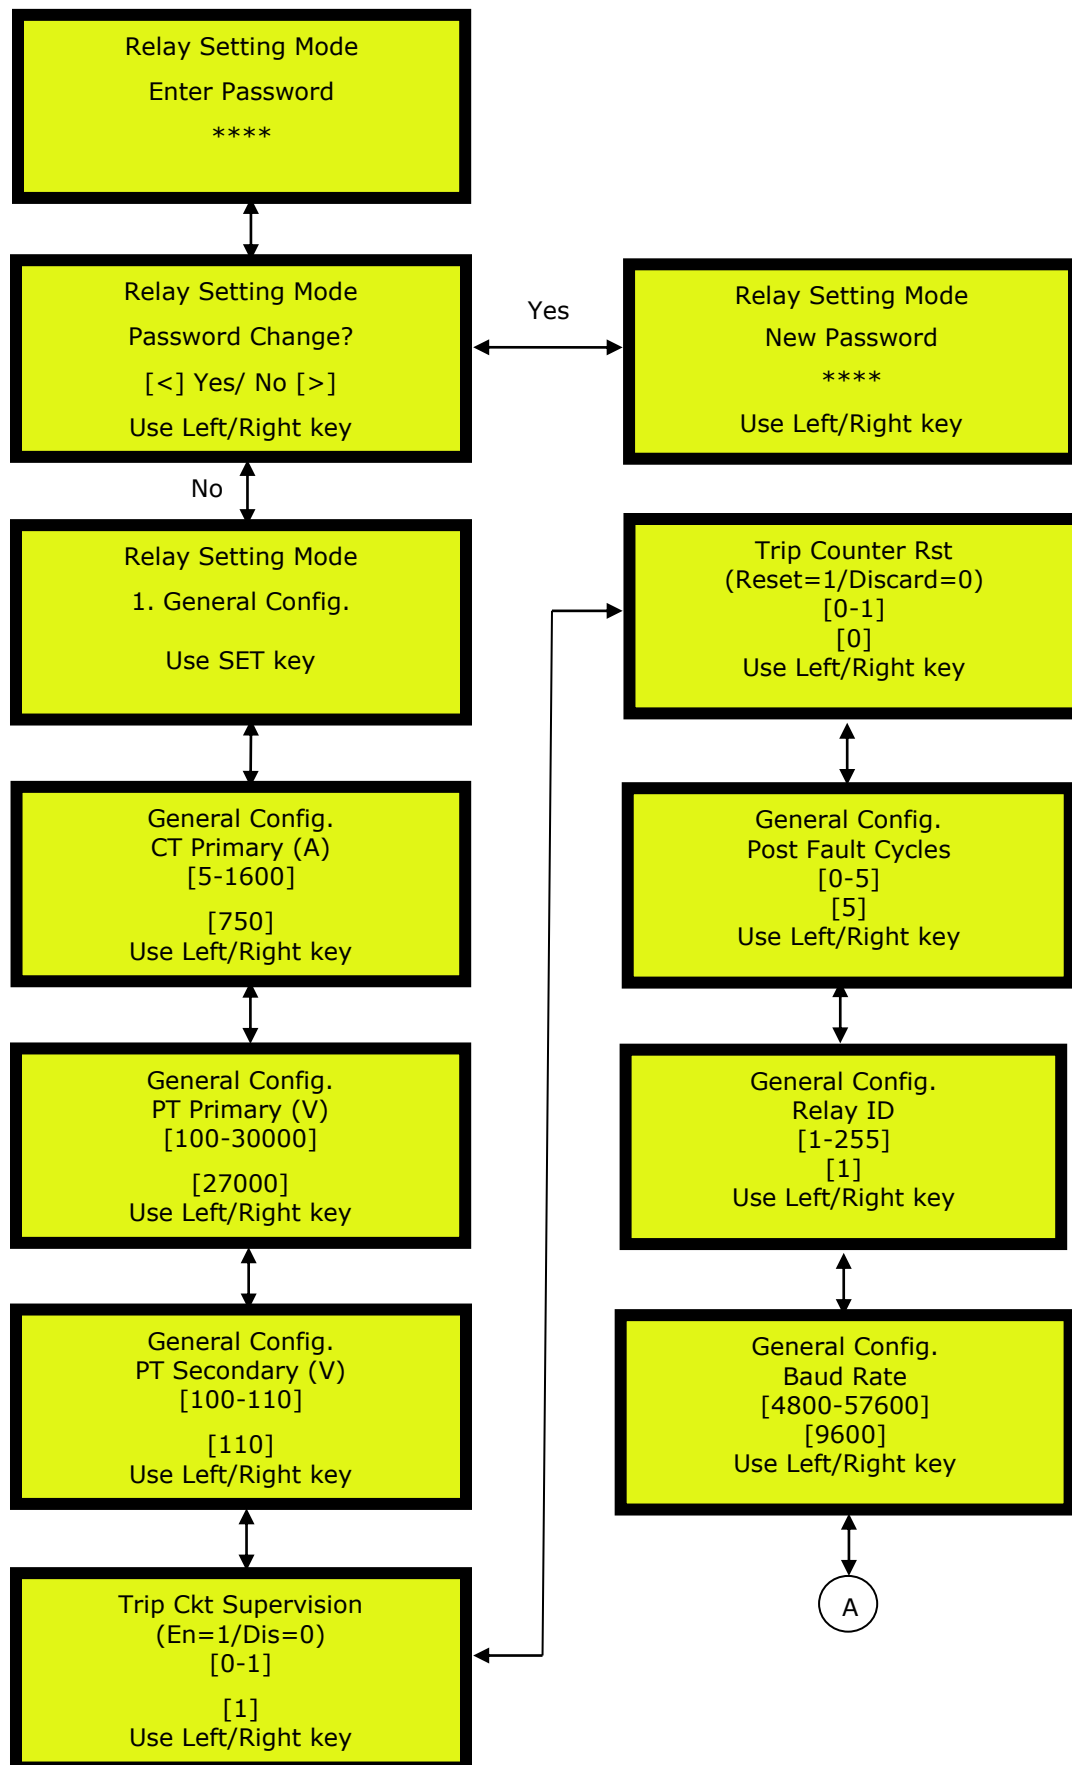 Relay Setting Mode
Enter Password
****
Relay Setting Mode
Password Change?
[<] Yes/ No [>]
Use Left/Right key
Yes
Relay Setting Mode
New Password
****
Use Left/Right key
No
Relay Setting Mode
1. General Config.
Use SET key
General Config.
CT Primary (A)
[5-1600]
[750]
Use Left/Right key
General Config.
PT Primary (V)
[100-30000]
[27000]
Use Left/Right key
General Config.
PT Secondary (V)
[100-110]
[110]
Use Left/Right key
Trip Ckt Supervision
(En=1/Dis=0)
[0-1]
[1]
Use Left/Right key
Trip Counter Rst
(Reset=1/Discard=0)
[0-1]
[0]
Use Left/Right key
General Config.
Post Fault Cycles
[0-5]
[5]
Use Left/Right key
General Config.
Relay ID
[1-255]
[1]
Use Left/Right key
General Config.
Baud Rate
[4800-57600]
[9600]
Use Left/Right key
A